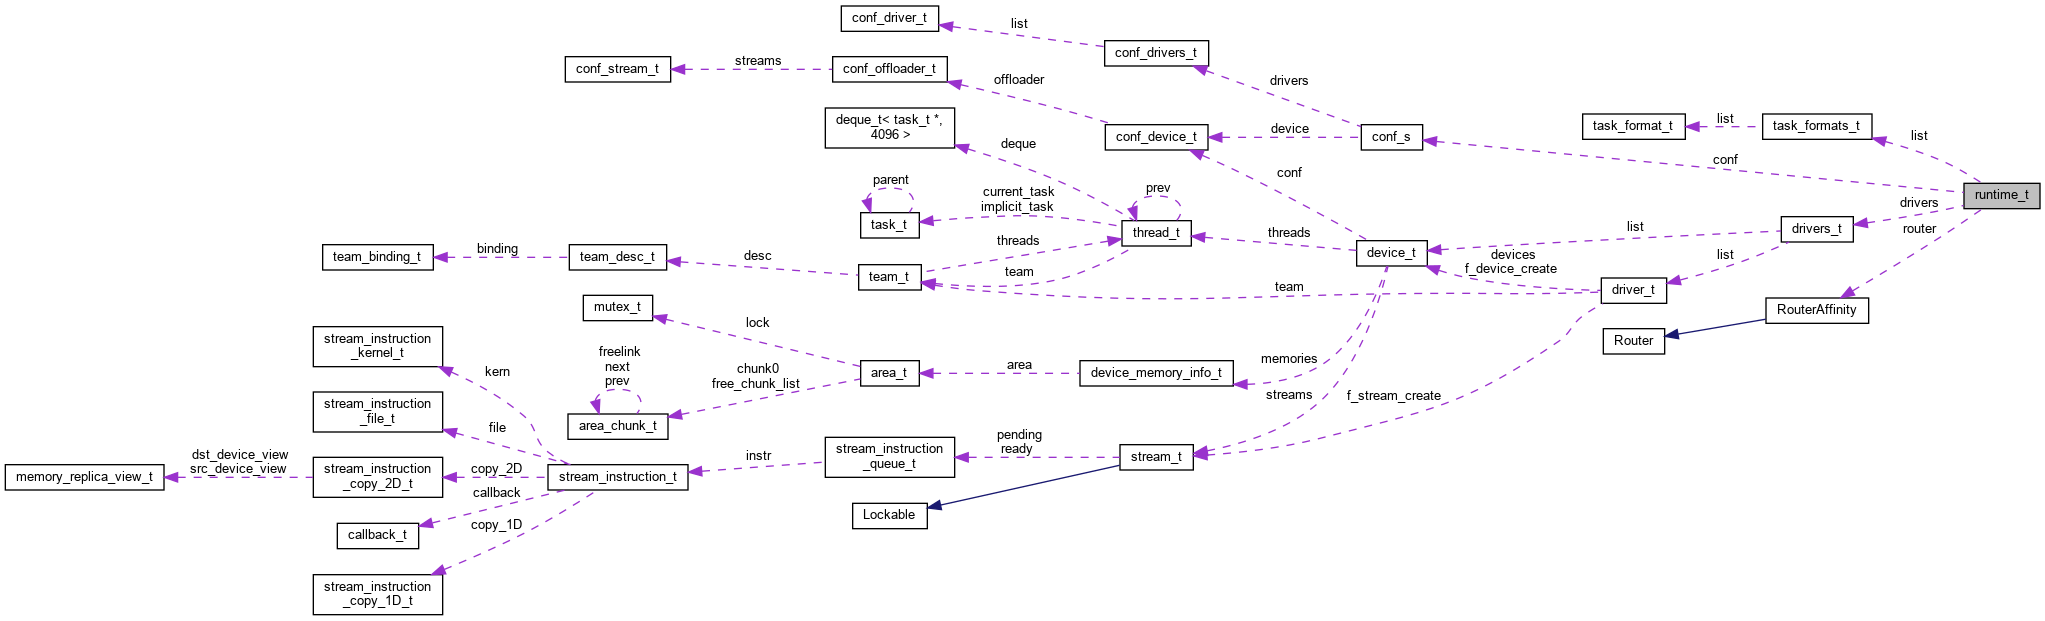 conf_driver_t
list
conf_drivers_t
conf_stream_t
streams
conf_offloader_t
offloader
drivers
deque_t< task_t *,
4096 >
deque
conf_device_t
device
conf_s
task_format_t
list
task_formats_t
list
conf
conf
runtime_t
parent
task_t
current_task
implicit_task
prev
thread_t
threads
device_t
list
drivers_t
drivers
router
team_binding_t
binding
team_desc_t
desc
team_t
threads
team
team
devices
f_device_create
list
driver_t
RouterAffinity
Router
mutex_t
lock
stream_instruction
_kernel_t
kern
freelink
next
prev
area_chunk_t
chunk0
free_chunk_list
area_t
area
device_memory_info_t
memories
streams
f_stream_create
stream_instruction
_file_t
file
memory_replica_view_t
dst_device_view
src_device_view
stream_instruction
_copy_2D_t
copy_2D
stream_instruction_t
instr
stream_instruction
_queue_t
pending
ready
stream_t
Lockable
callback
callback_t
copy_1D
stream_instruction
_copy_1D_t